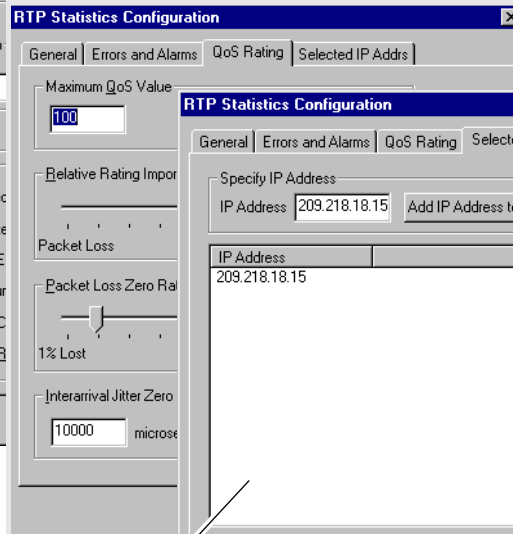 RTP Statistics Configuration
General Errors and Alarms QoS Rating Selected IP Addrs
Maximum QoS Value
100
Relative Rating Impor
Packet Loss
Packet Loss Zero Ra
1% Lost
Interarrival Jitter Zero
10000 microse
RTP Statistics Configuration
General Errors and Alarms QoS Rating Selecte
Specify IP Address
IP Address 209.218.18.15 Add IP Address to
IP Address
209.218.18.15